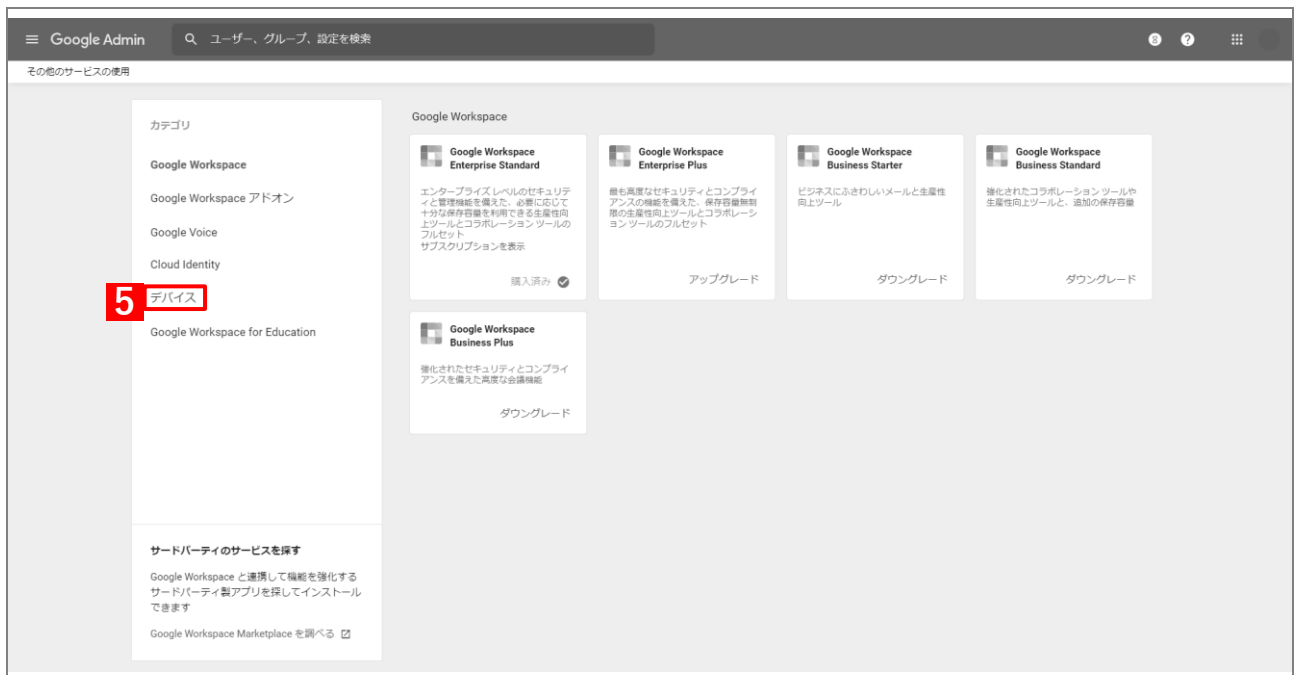 Google Admin
ユーザー、グループ、設定を検索
その他のサービスの使用
カテゴリ
Google Workspace
Google Workspace アドオン
Google Voice
Cloud Identity
5
デバイス
Google Workspace for Education
サードパーティのサービスを探す
Google Workspace と連携して機能を強化する
サードパーティ製アプリを探してインストール
できます
Google Workspace Marketplace を調べる
Google Workspace
Google Workspace
Enterprise Standard
エンタープライズ レベルのセキュリテ
ィと管理機能を備えた、必要に応じて
十分な保存容量を利用できる生産性向
上ツールとコラボレーション ツールの
フルセット
サブスクリプションを表示
購入済み
Google Workspace
Enterprise Plus
最も高度なセキュリティとコンプライ
アンスの機能を備えた、保存容量無制
限の生産性向上ツールとコラボレーシ
ョン ツールのフルセット
アップグレード
Google Workspace
Business Starter
ビジネスにふさわしいメールと生産性
向上ツール
ダウングレード
Google Workspace
Business Standard
強化されたコラボレーション ツールや
生産性向上ツールと、追加の保存容量
ダウングレード
Google Workspace
Business Plus
強化されたセキュリティとコンプライ
アンスを備えた高度な会議機能
ダウングレード